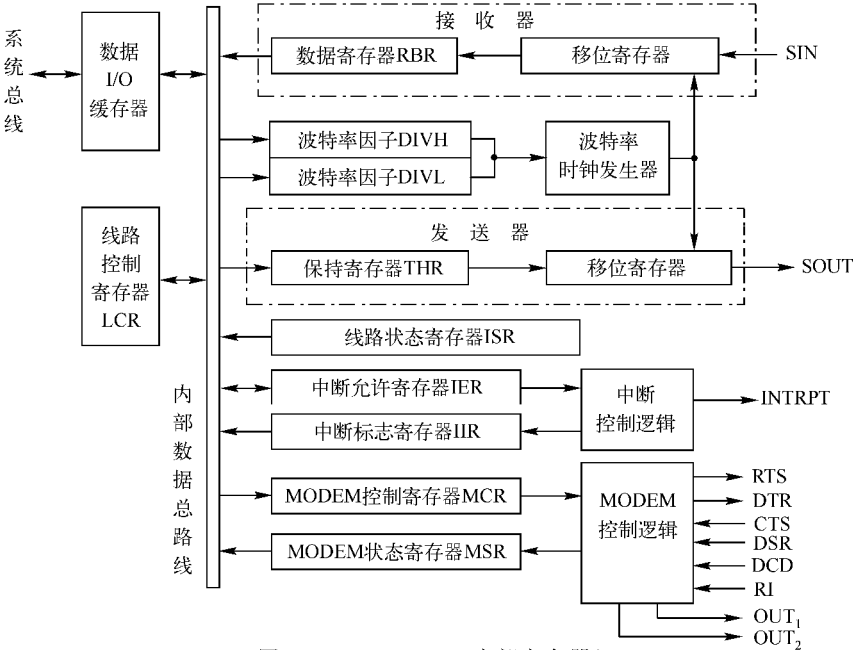 系统总线
数据
I/O
缓存器
接 收 器
数据寄存器RBR
移位寄存器
SIN
波特率因子DIVH
波特率因子DIVL
波特率
时钟发生器
线路
控制
寄存器
LCR
发 送 器
保持寄存器THR
移位寄存器
SOUT
线路状态寄存器ISR
内部数据总路线
中断允许寄存器IER
中断标志寄存器IIR
中断
控制逻辑
INTRPT
MODEM控制寄存器MCR
MODEM状态寄存器MSR
MODEM
控制逻辑
RTS
DTR
CTS
DSR
DCD
RI
OUT1
OUT2